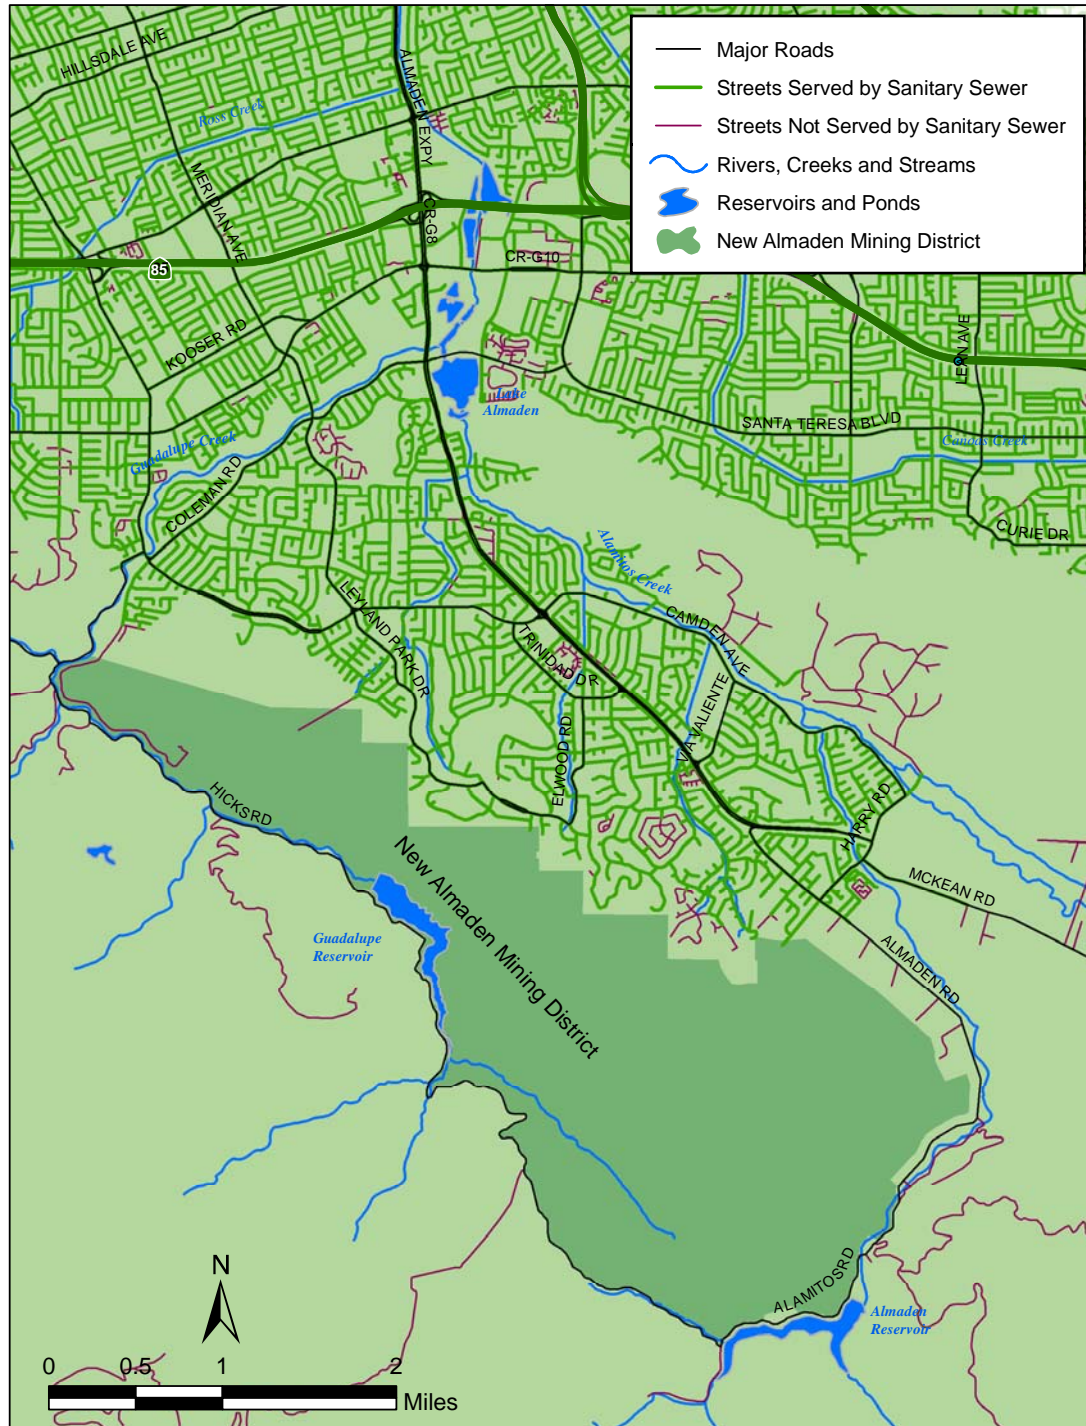 Major Roads
Streets Served by Sanitary Sewer
Streets Not Served by Sanitary Sewer
Rivers, Creeks and Streams
Reservoirs and Ponds
New Almaden Mining District
HILLSDALE AVE
ALMADEN EXPY
Ross Creek
MERIDIAN AVE
CR-G8
CR-G10
85
KOOSER RD
LEAN AVE
Lake
Almaden
SANTA TERESA BLVD
Canoas Creek
Guadalupe Creek
COLEMAN RD
CURIE DR
Alamitos Creek
LEYLAND PARK DR
CAMDEN AVE
TRINIDAD DR
VIA VALIENTE
ELWOOD RD
HICKS RD
HARRY RD
MCKEAN RD
New Almaden Mining District
Guadalupe
Reservoir
ALMADEN RD
N
ALAMITOS RD
Almaden
Reservoir
0 0.5 1 2
Miles